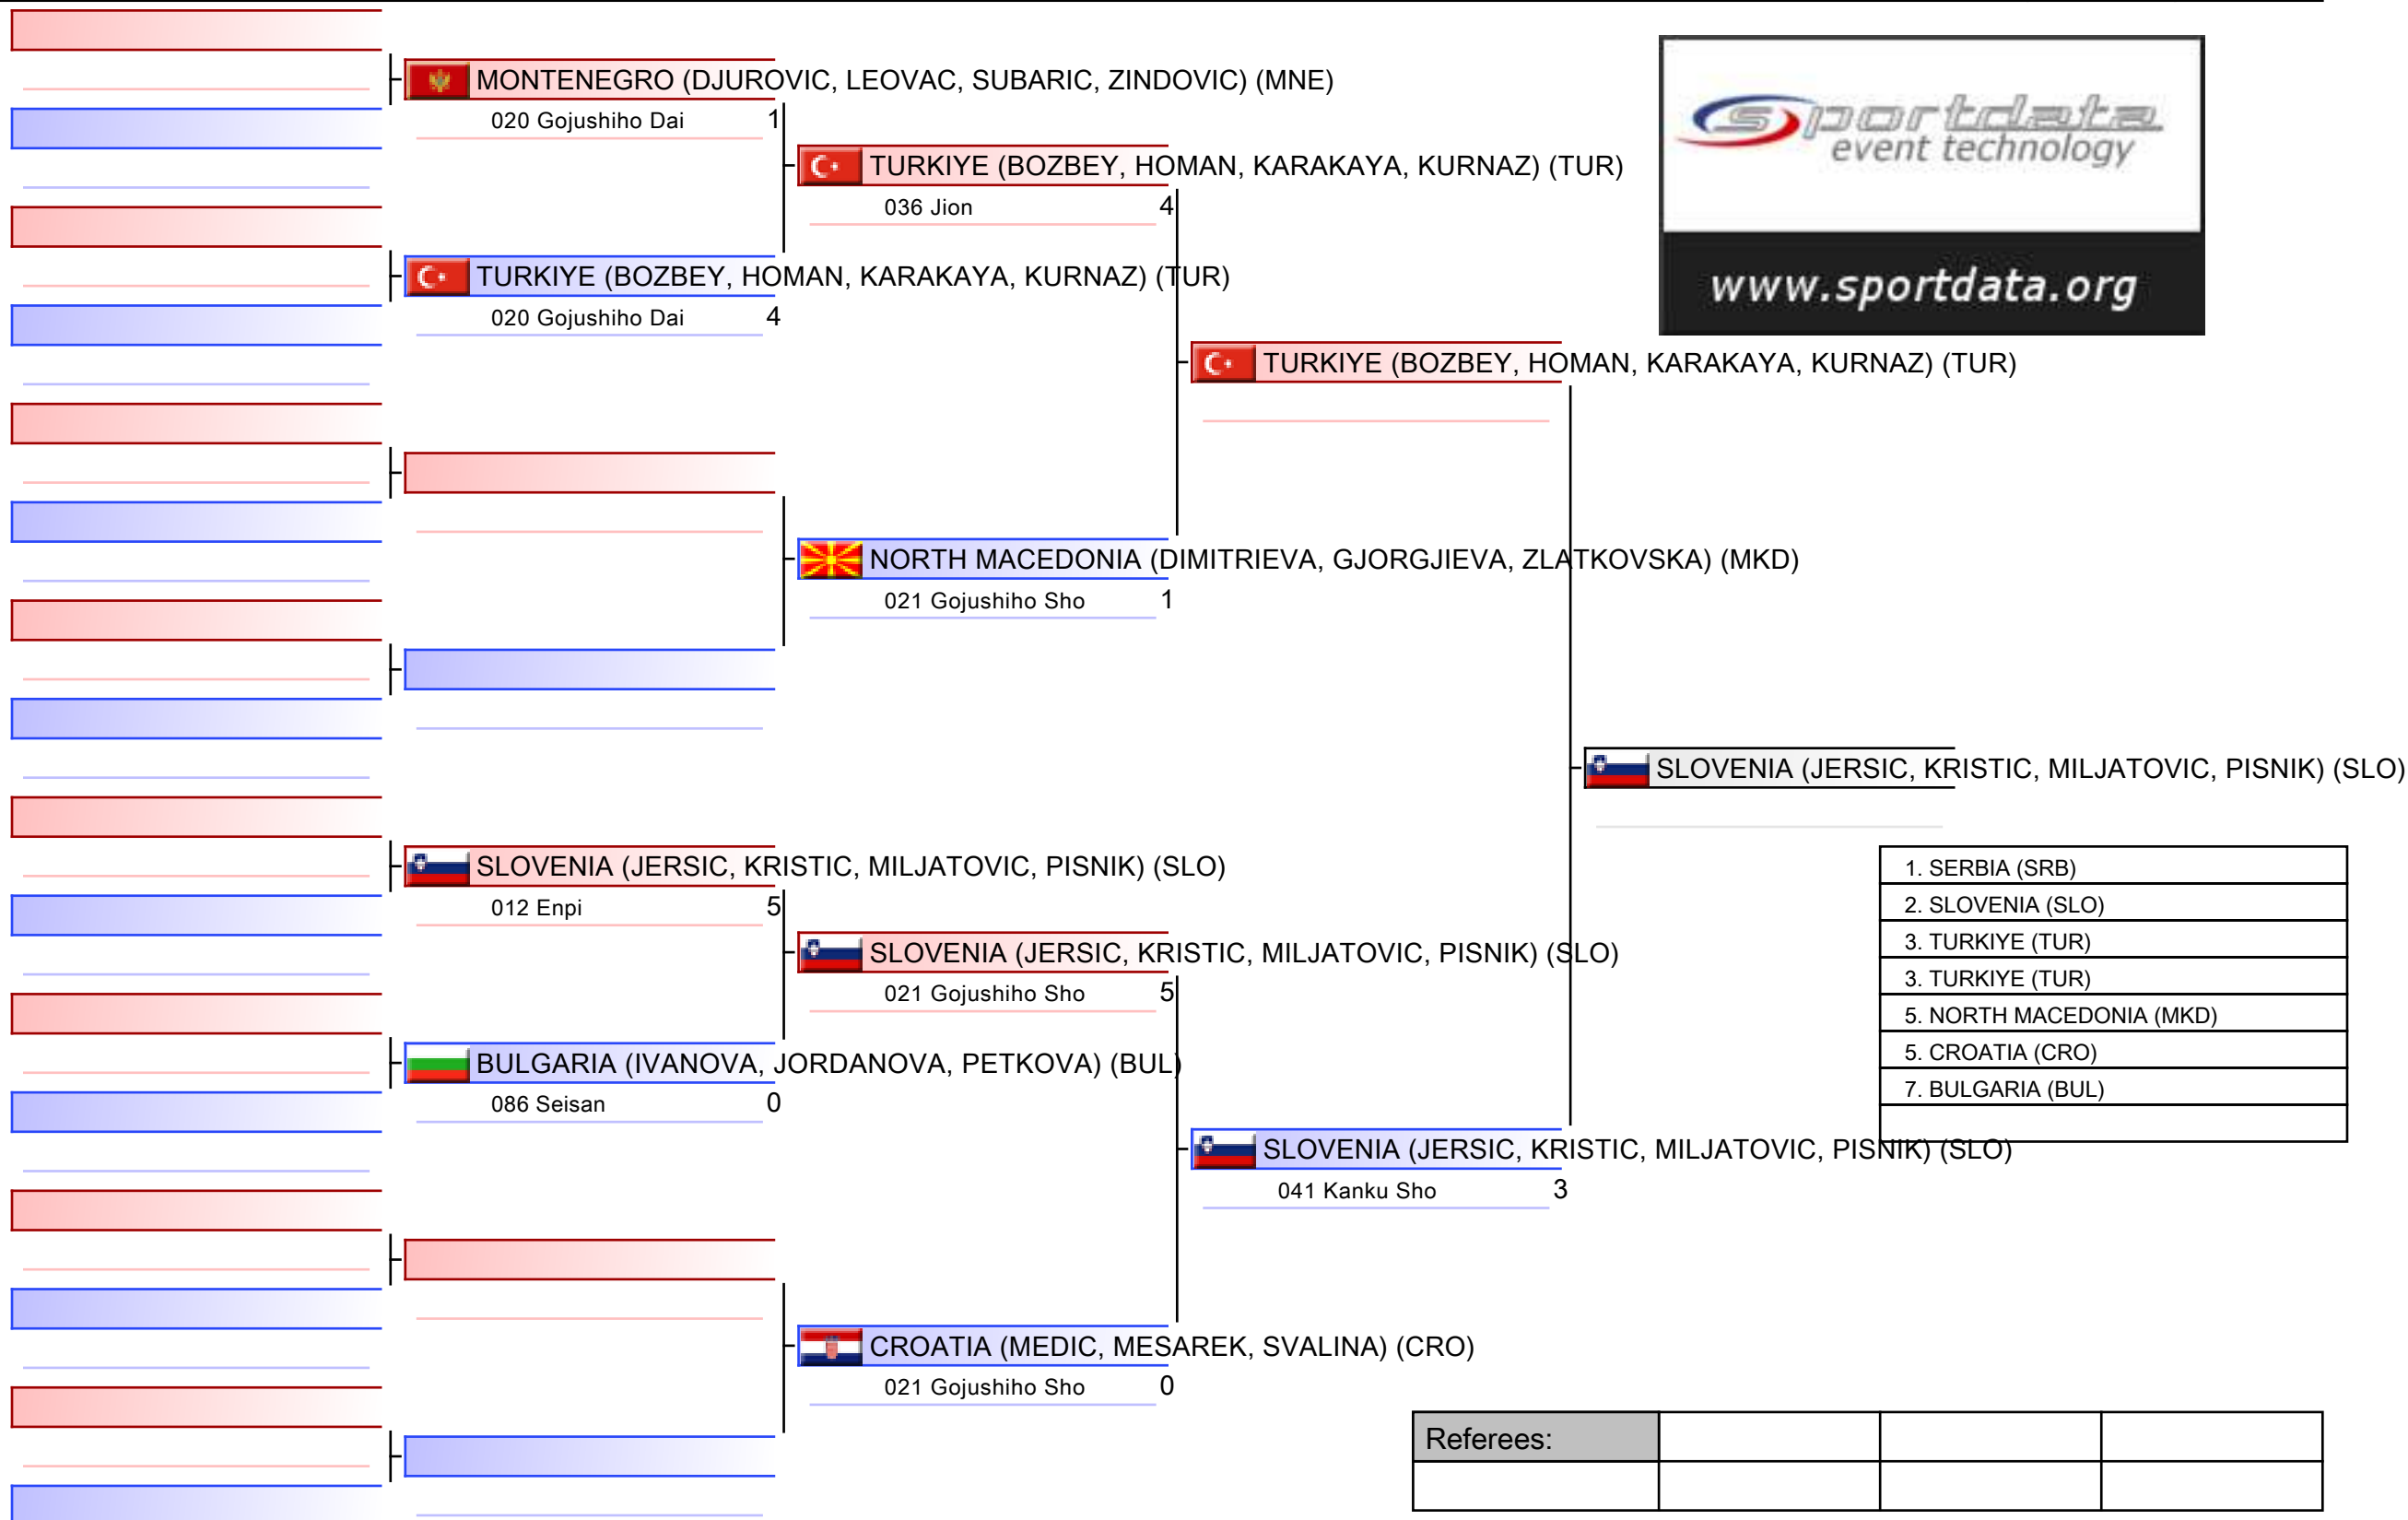 MONTENEGRO (DJUROVIC, LEOVAC, SUBARIC, ZINDOVIC) (MNE)
020 Gojushiho Dai 1
TURKIYE (BOZBEY, HOMAN, KARAKAYA, KURNAZ) (TUR)
036 Jion 4
TURKIYE (BOZBEY, HOMAN, KARAKAYA, KURNAZ) (TUR)
020 Gojushiho Dai 4
sportdata
event technology
www.sportdata.org
TURKIYE (BOZBEY, HOMAN, KARAKAYA, KURNAZ) (TUR)
NORTH MACEDONIA (DIMITRIEVA, GJORGJIEVA, ZLATKOVSKA) (MKD)
021 Gojushiho Sho 1
SLOVENIA (JERSIC, KRISTIC, MILJATOVIC, PISNIK) (SLO)
SLOVENIA (JERSIC, KRISTIC, MILJATOVIC, PISNIK) (SLO)
012 Enpi 5
SLOVENIA (JERSIC, KRISTIC, MILJATOVIC, PISNIK) (SLO)
021 Gojushiho Sho 5
BULGARIA (IVANOVA, JORDANOVA, PETKOVA) (BUL)
086 Seisan 0
1. SERBIA (SRB)
2. SLOVENIA (SLO)
3. TURKIYE (TUR)
3. TURKIYE (TUR)
5. NORTH MACEDONIA (MKD)
5. CROATIA (CRO)
7. BULGARIA (BUL)
SLOVENIA (JERSIC, KRISTIC, MILJATOVIC, PISNIK) (SLO)
041 Kanku Sho 3
CROATIA (MEDIC, MESAREK, SVALINA) (CRO)
021 Gojushiho Sho 0
Referees: